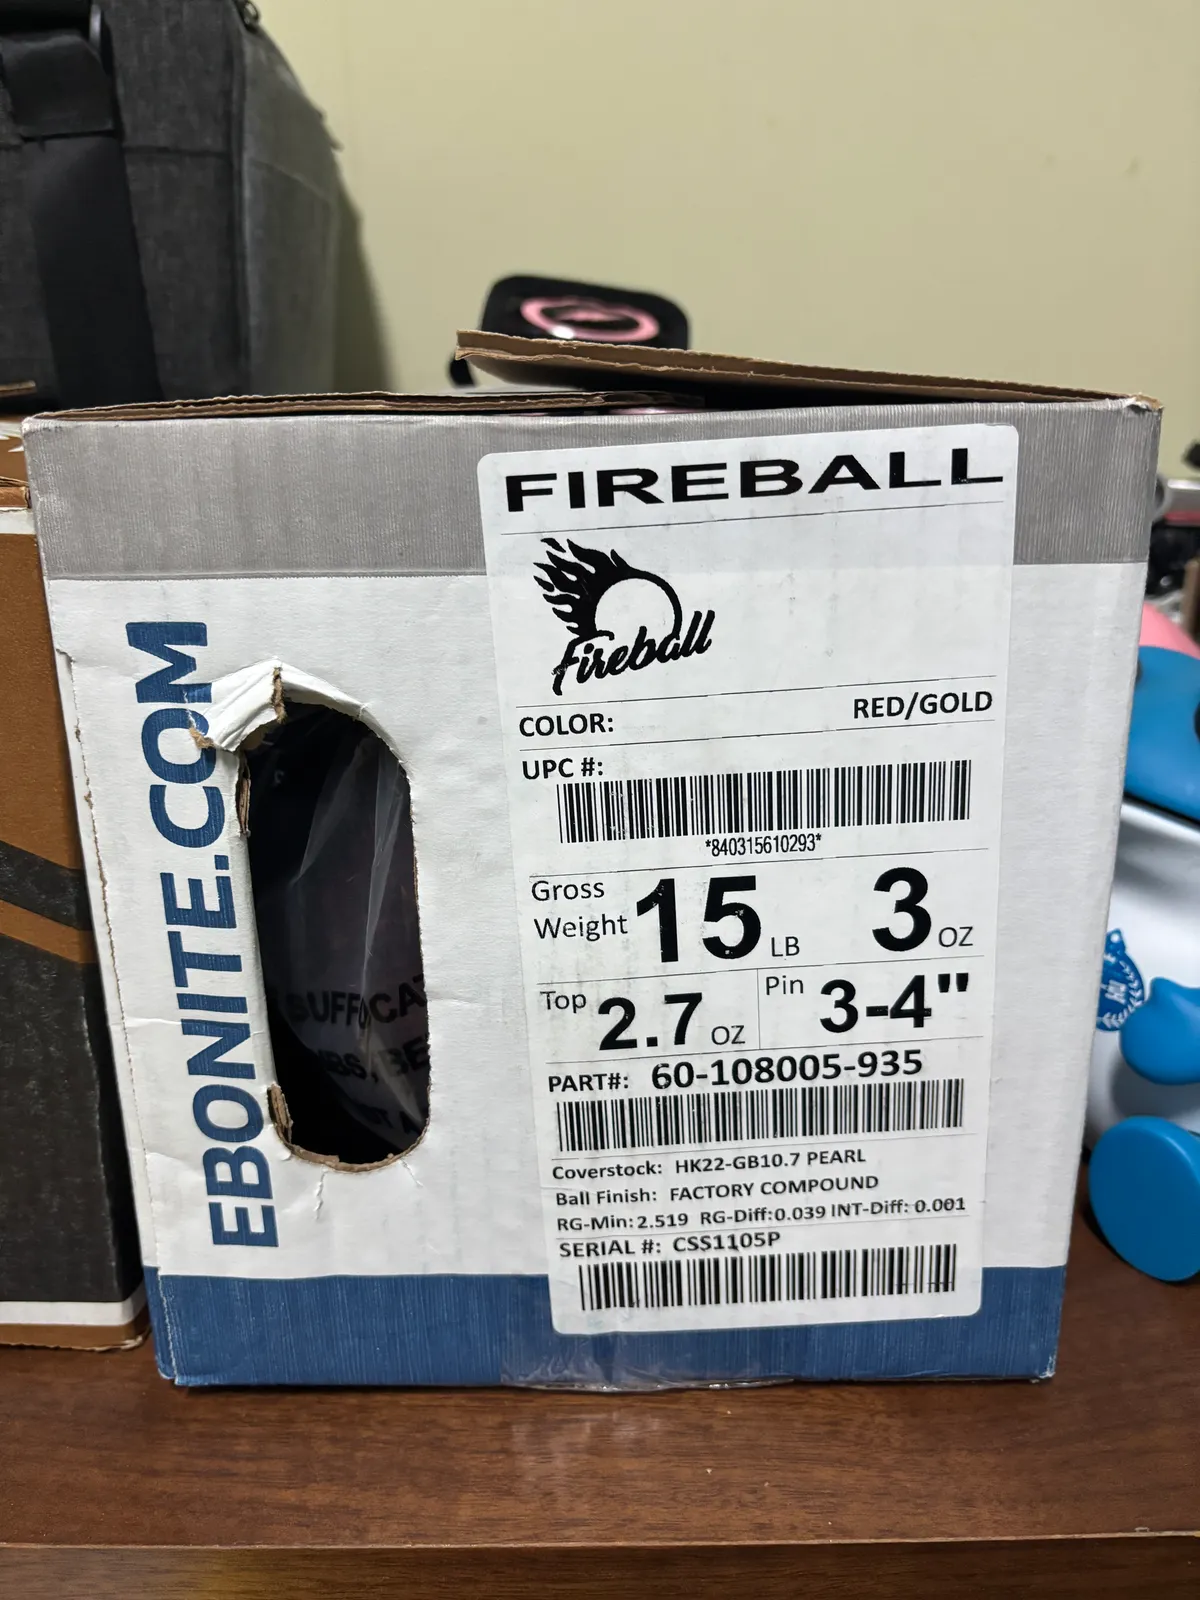 FIREBALL
Fireball
COLOR: RED/GOLD
UPC #:
*840315610293*
Gross Weight 15 LB 3 OZ
Top 2.7 OZ Pin 3-4"
PART#: 60-108005-935
Coverstock: HK22-GB10.7 PEARL
Ball Finish: FACTORY COMPOUND
RG-Min: 2.519 RG-Diff: 0.039 INT-Diff: 0.001
SERIAL #: CSS1105P
EBONITE.COM